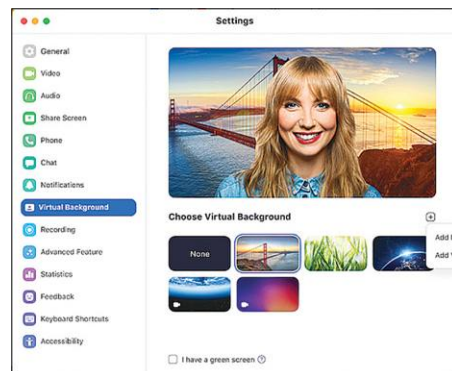 Settings
General
Video
Audio
Share Screen
Phone
Chat
Notifications
Virtual Background
Recording
Advanced Feature
Statistics
Feedback
Keyboard Shortcuts
Accessibility
Choose Virtual Background
Add
Add
None
I have a green screen